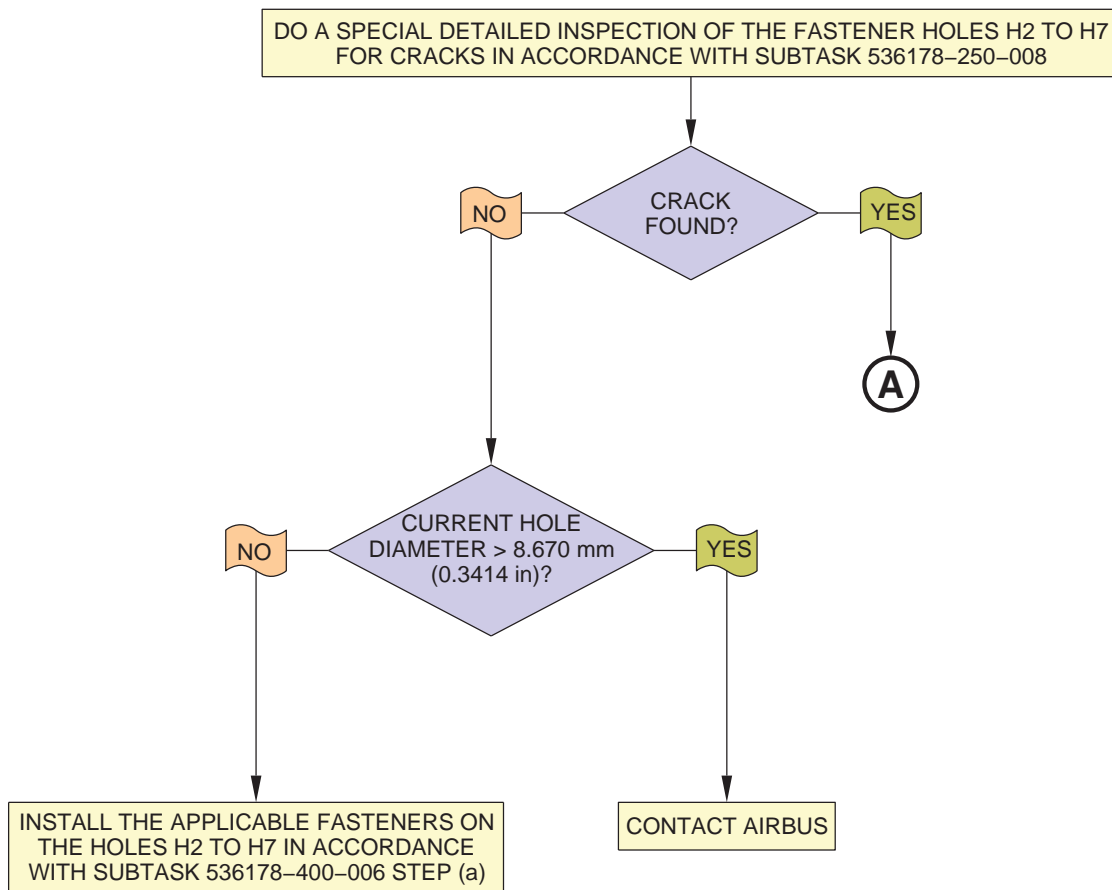 DO A SPECIAL DETAILED INSPECTION OF THE FASTENER HOLES H2 TO H7
FOR CRACKS IN ACCORDANCE WITH SUBTASK 536178−250−008
CRACK
FOUND?
NO
YES
A
CURRENT HOLE
DIAMETER > 8.670 mm
(0.3414 in)?
NO
YES
INSTALL THE APPLICABLE FASTENERS ON
THE HOLES H2 TO H7 IN ACCORDANCE
WITH SUBTASK 536178−400−006 STEP (a)
CONTACT AIRBUS